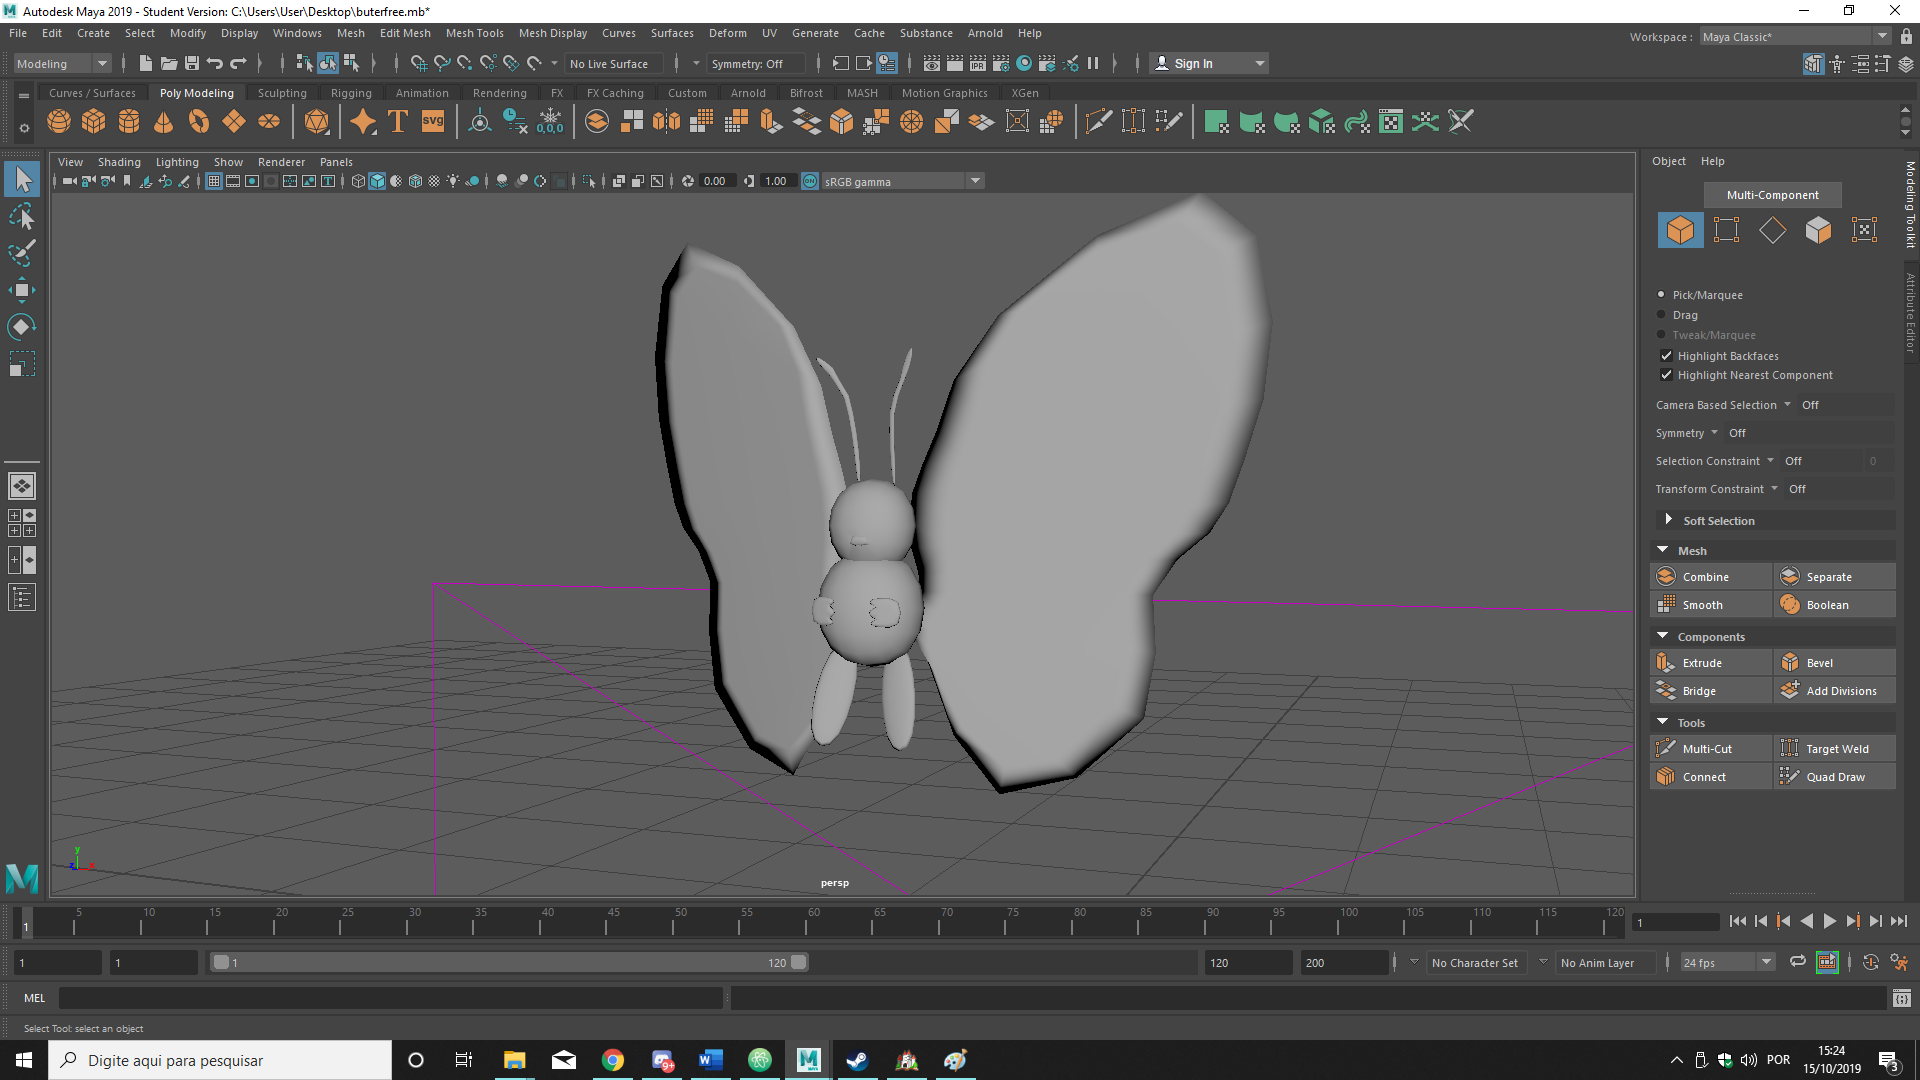 Autodesk Maya 2019 - Student Version: C:\Users\User\Desktop\buterfree.mb*
File Edit Create Select Modify Display Windows Mesh Edit Mesh Mesh Tools Mesh Display Curves Surfaces Deform UV Generate Cache Substance Arnold Help
Workspace : Maya Classic*
Modeling No Live Surface Symmetry: Off Sign In
Curves / Surfaces Poly Modeling Sculpting Rigging Animation Rendering FX FX Caching Custom Arnold Bifrost MASH Motion Graphics XGen
T svg 0,0,0
View Shading Lighting Show Renderer Panels
0.00 1.00 ON sRGB gamma
Object Help
Multi-Component
Modeling Toolkit
Attribute Editor
Pick/Marquee
Drag
Tweak/Marquee
Highlight Backfaces
Highlight Nearest Component
Camera Based Selection Off
Symmetry Off
Selection Constraint Off 0
Transform Constraint Off
Soft Selection
Mesh
Combine Separate
Smooth Boolean
Components
Extrude Bevel
Bridge Add Divisions
Tools
Multi-Cut Target Weld
Connect Quad Draw
y
z x
persp
1 5 10 15 20 25 30 35 40 45 50 55 60 65 70 75 80 85 90 95 100 105 110 115 120 1
1 1 1 120 120 200 No Character Set No Anim Layer 24 fps
MEL
Select Tool: select an object
Digite aqui para pesquisar
9+
POR
15:24
15/10/2019
3